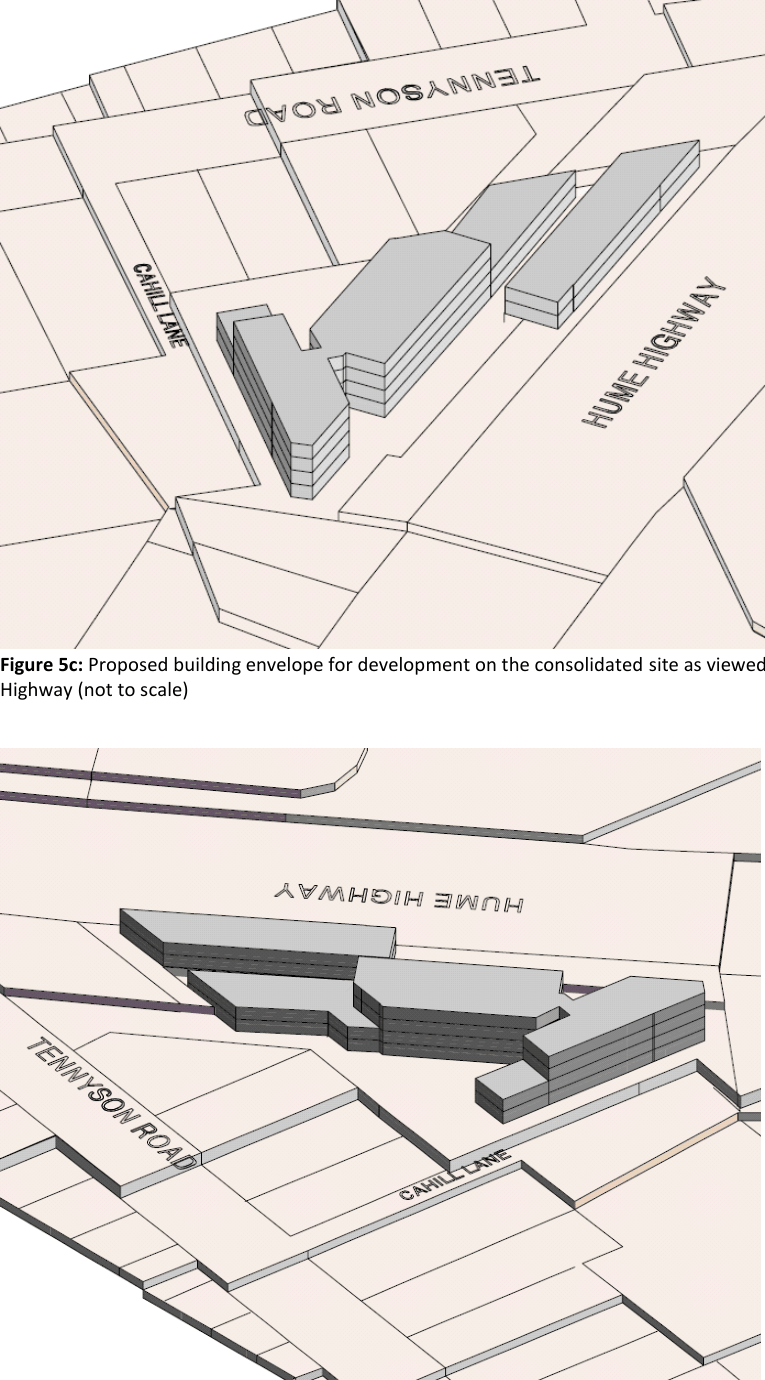 TENNYSON ROAD
CAHILL LANE
HUME HIGHWAY
Figure 5c: Proposed building envelope for development on the consolidated site as viewed
Highway (not to scale)
HUME HIGHWAY
TENNYSON ROAD
CAHILL LANE